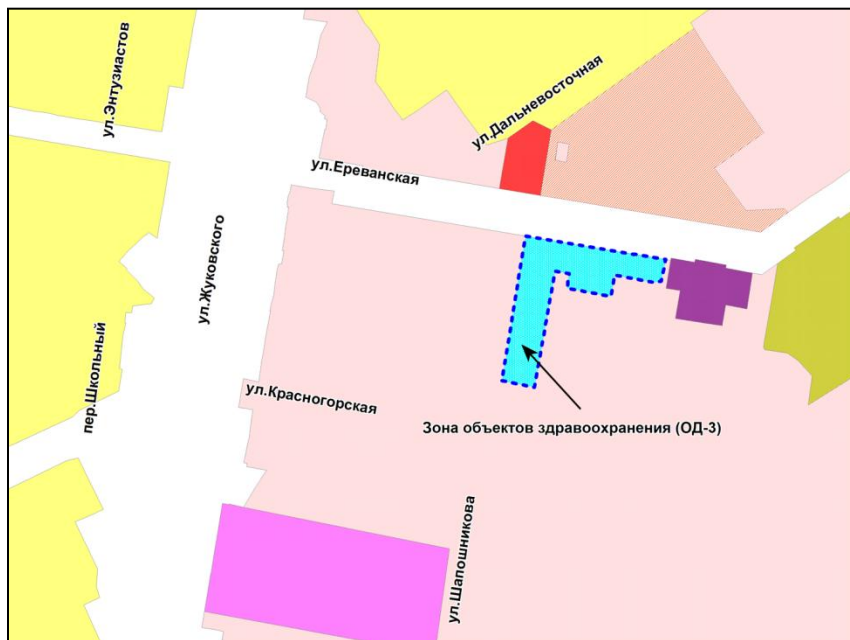 ул.Энтузиастов
ул.Дальневосточная
ул.Ереванская
ул.Жуковского
пер.Школьный
ул.Красногорская
Зона объектов здравоохранения (ОД-3)
ул.Шапошникова